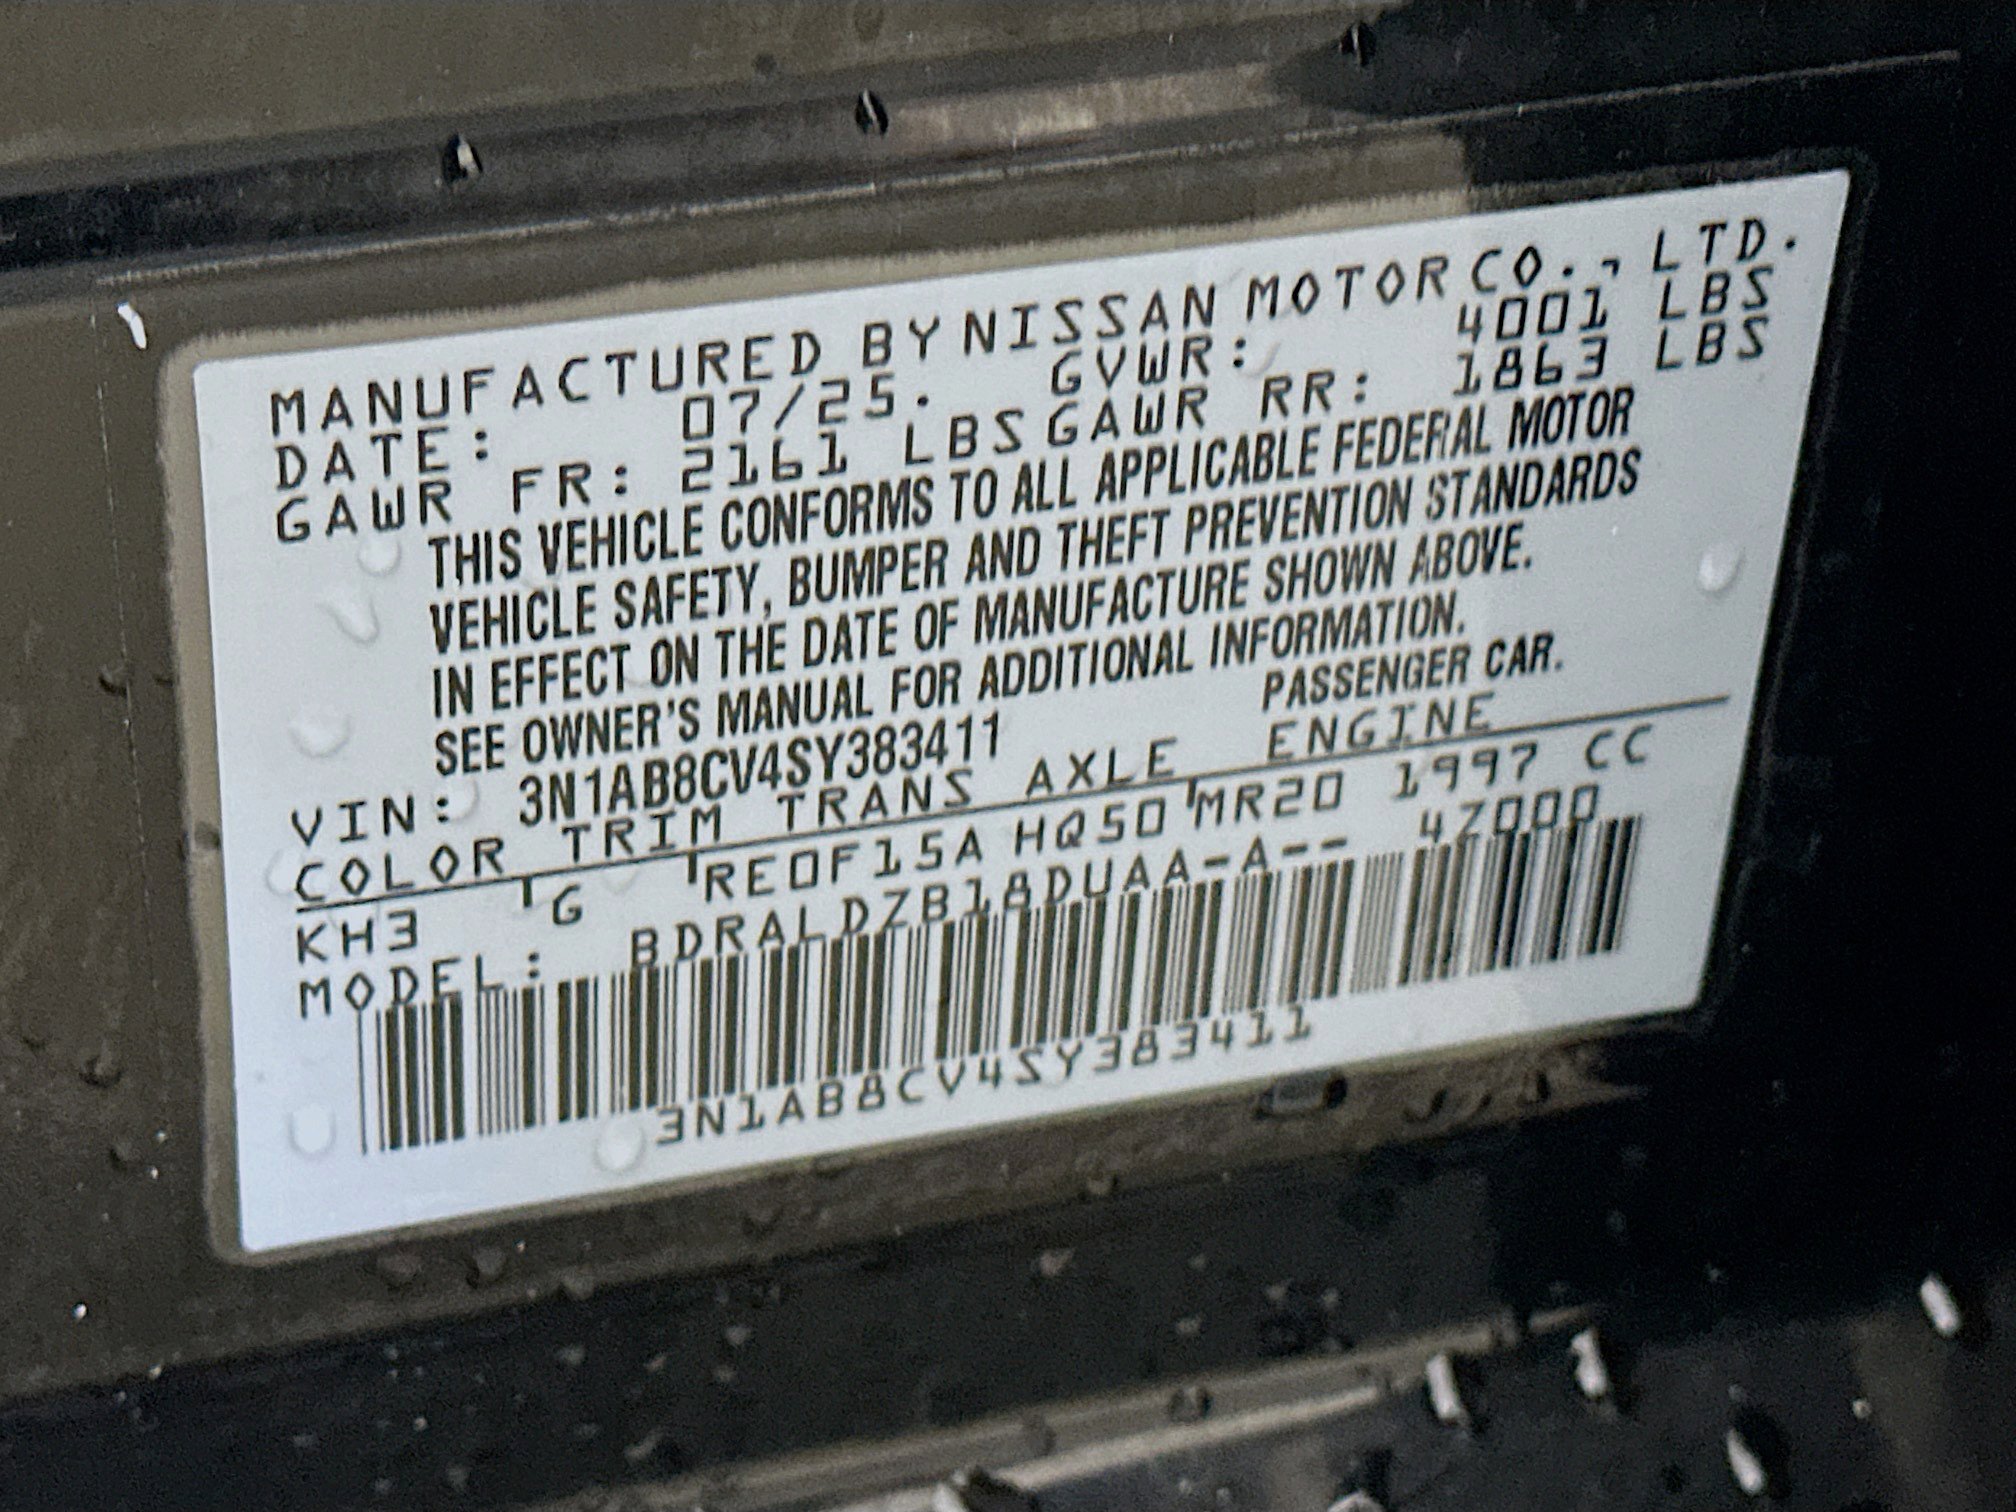 MANUFACTURED BY NISSAN MOTOR CO., LTD.
DATE: 07/25. GVWR: 4001 LBS
GAWR FR: 2161 LBS GAWR RR: 1863 LBS
THIS VEHICLE CONFORMS TO ALL APPLICABLE FEDERAL MOTOR
VEHICLE SAFETY, BUMPER AND THEFT PREVENTION STANDARDS
IN EFFECT ON THE DATE OF MANUFACTURE SHOWN ABOVE.
SEE OWNER'S MANUAL FOR ADDITIONAL INFORMATION.
VIN: 3N1AB8CV4SY383411 PASSENGER CAR.
COLOR TRIM TRANS AXLE ENGINE
KH3 G RE0F15A HQ50 MR20 1997 CC
MODEL: BDRALDZB18DUAA-A-- 4Z000
3N1AB8CV4SY383411